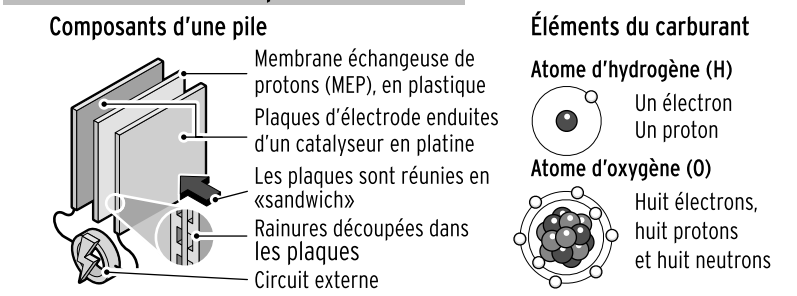 Composants d'une pile
Membrane échangeuse de
protons (MEP), en plastique
Plaques d'électrode enduites
d'un catalyseur en platine
Les plaques sont réunies en
«sandwich»
Rainures découpées dans
les plaques
Circuit externe
Éléments du carburant
Atome d'hydrogène (H)
Un électron
Un proton
Atome d'oxygène (O)
Huit électrons,
huit protons
et huit neutrons